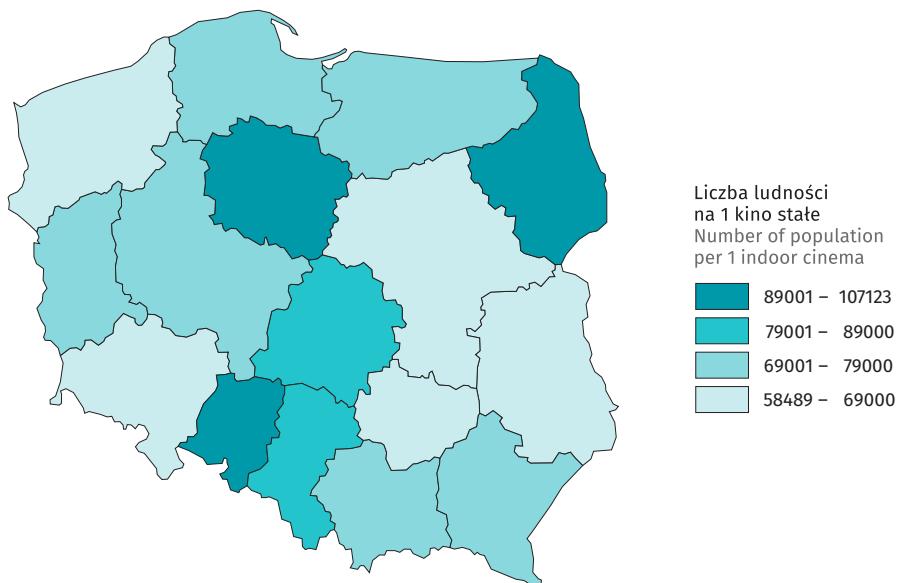 Liczba ludności
na 1 kino stałe
Number of population
per 1 indoor cinema
89001 – 107123
79001 – 89000
69001 – 79000
58489 – 69000